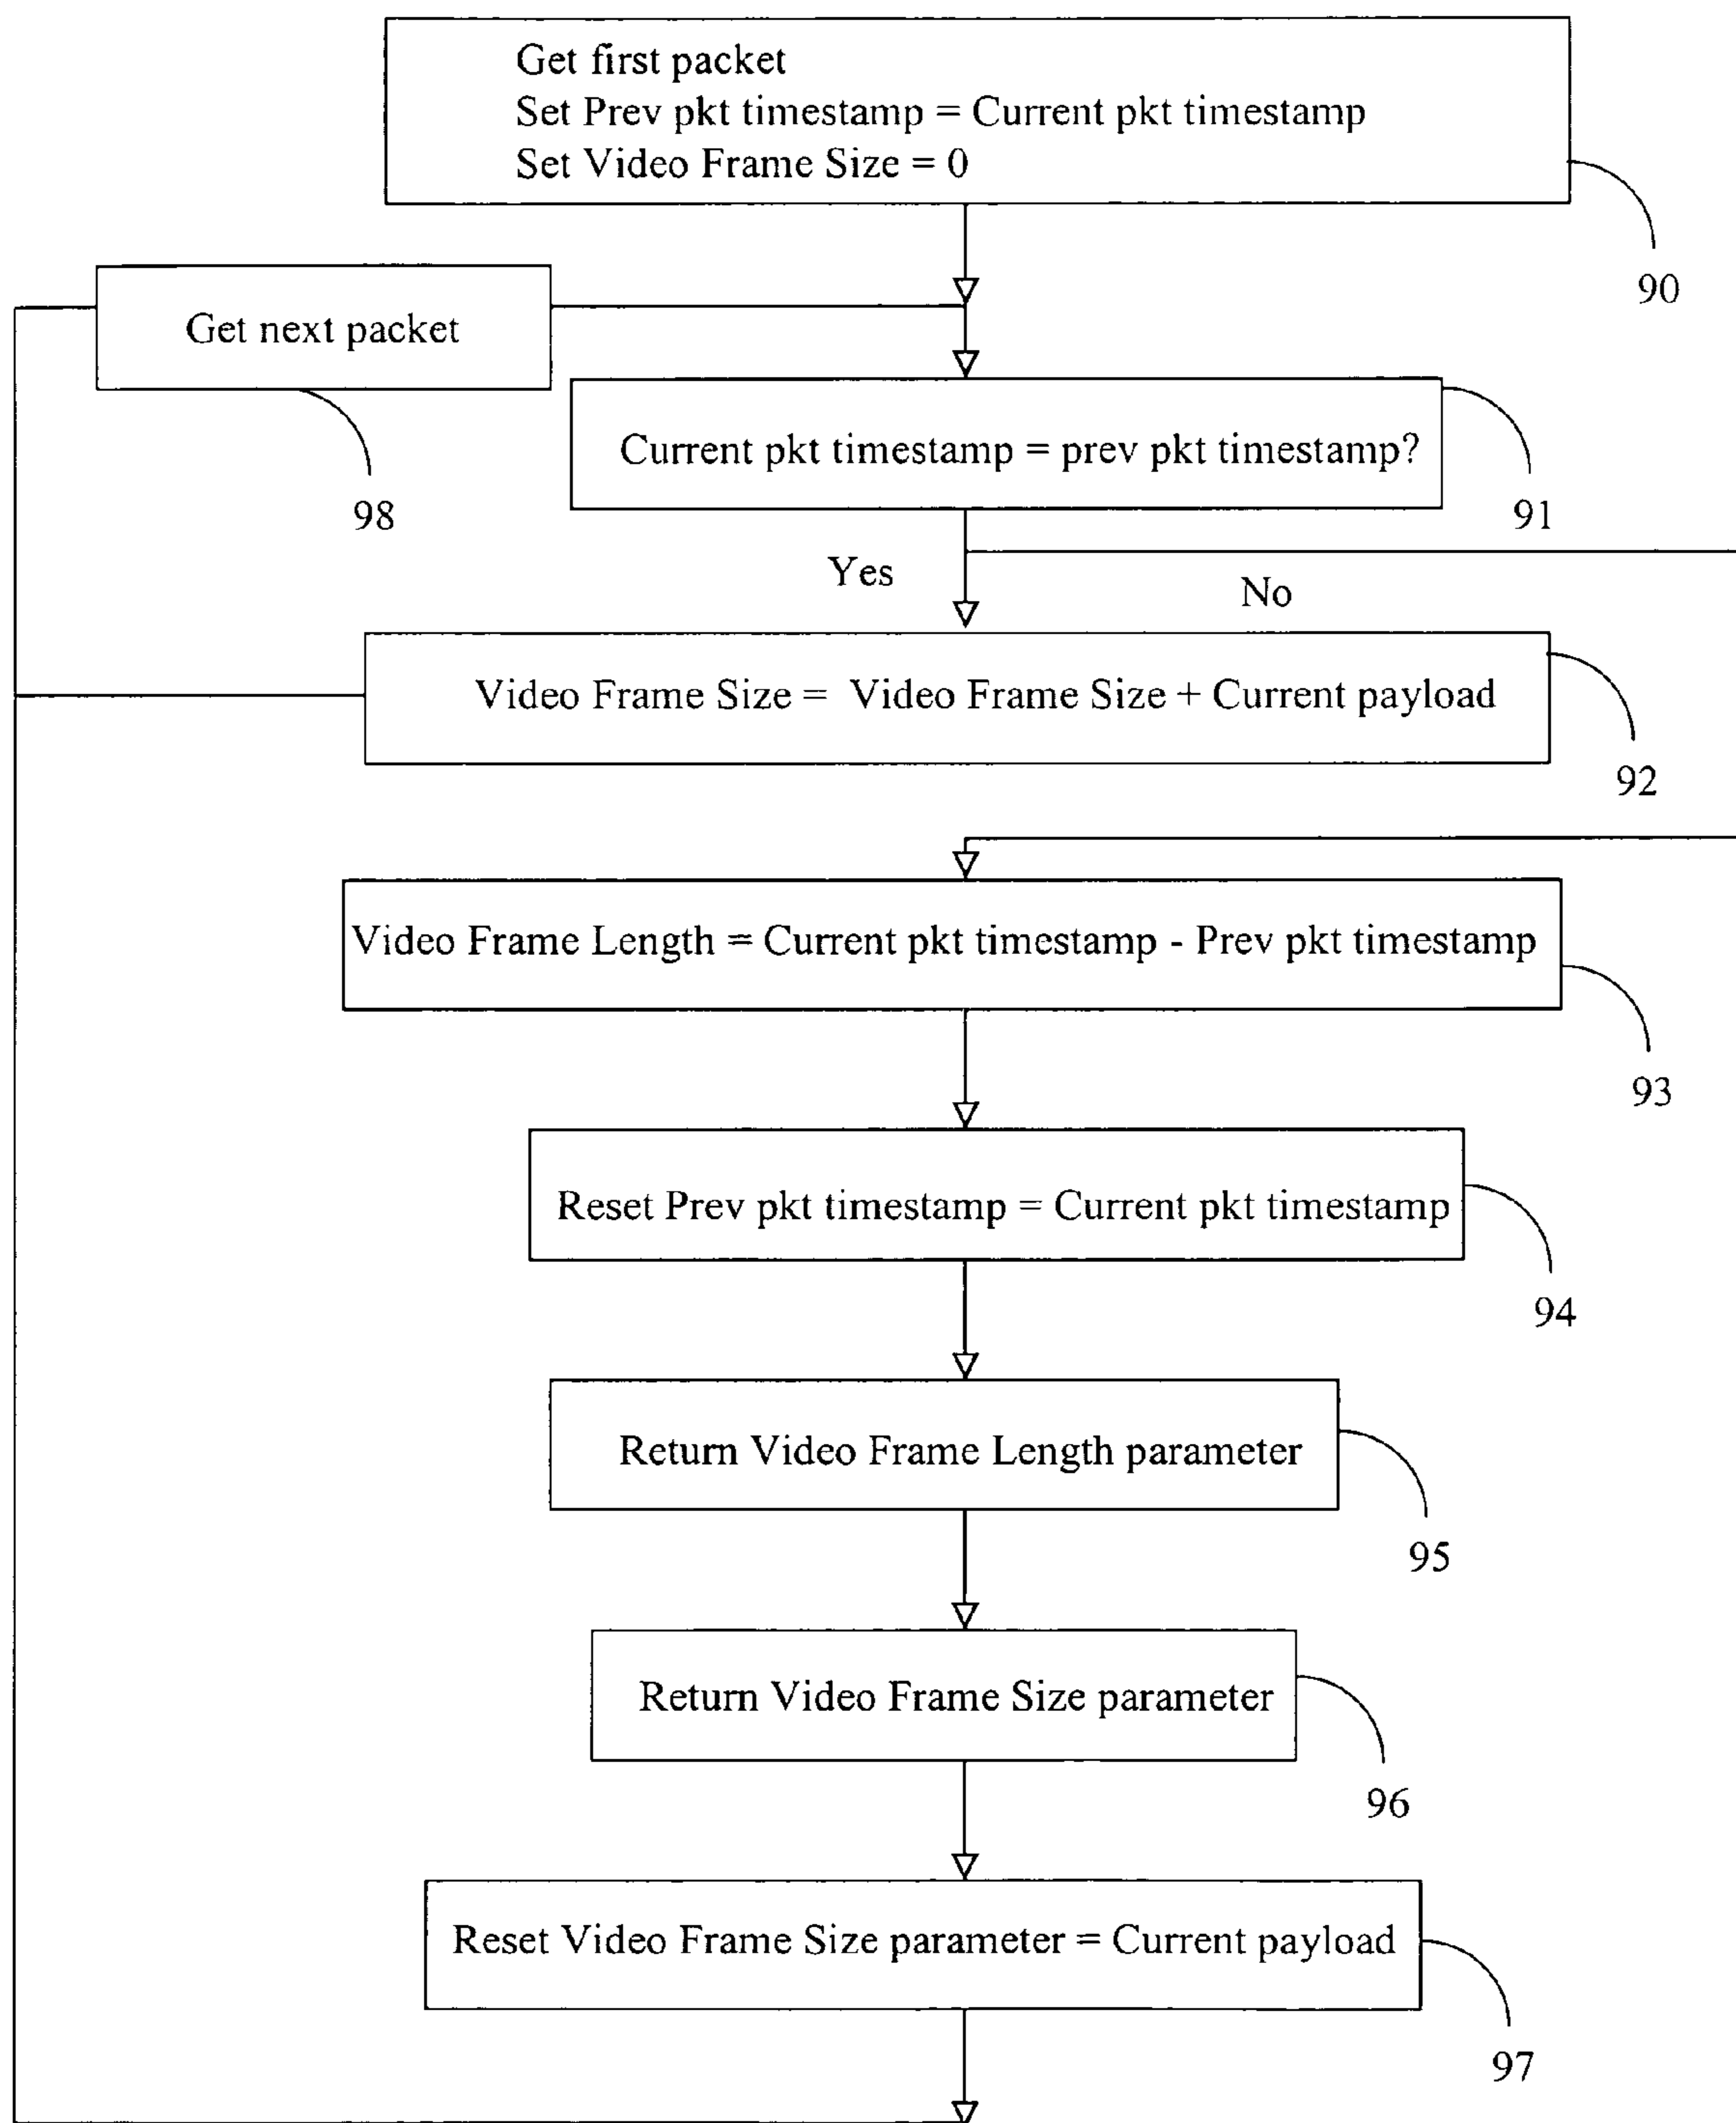 Get first packet
Set Prev pkt timestamp = Current pkt timestamp
Set Video Frame Size = 0
90
Get next packet
98
Current pkt timestamp = prev pkt timestamp?
91
Yes
No
Video Frame Size = Video Frame Size + Current payload
92
Video Frame Length = Current pkt timestamp - Prev pkt timestamp
93
Reset Prev pkt timestamp = Current pkt timestamp
94
Return Video Frame Length parameter
95
Return Video Frame Size parameter
96
Reset Video Frame Size parameter = Current payload
97